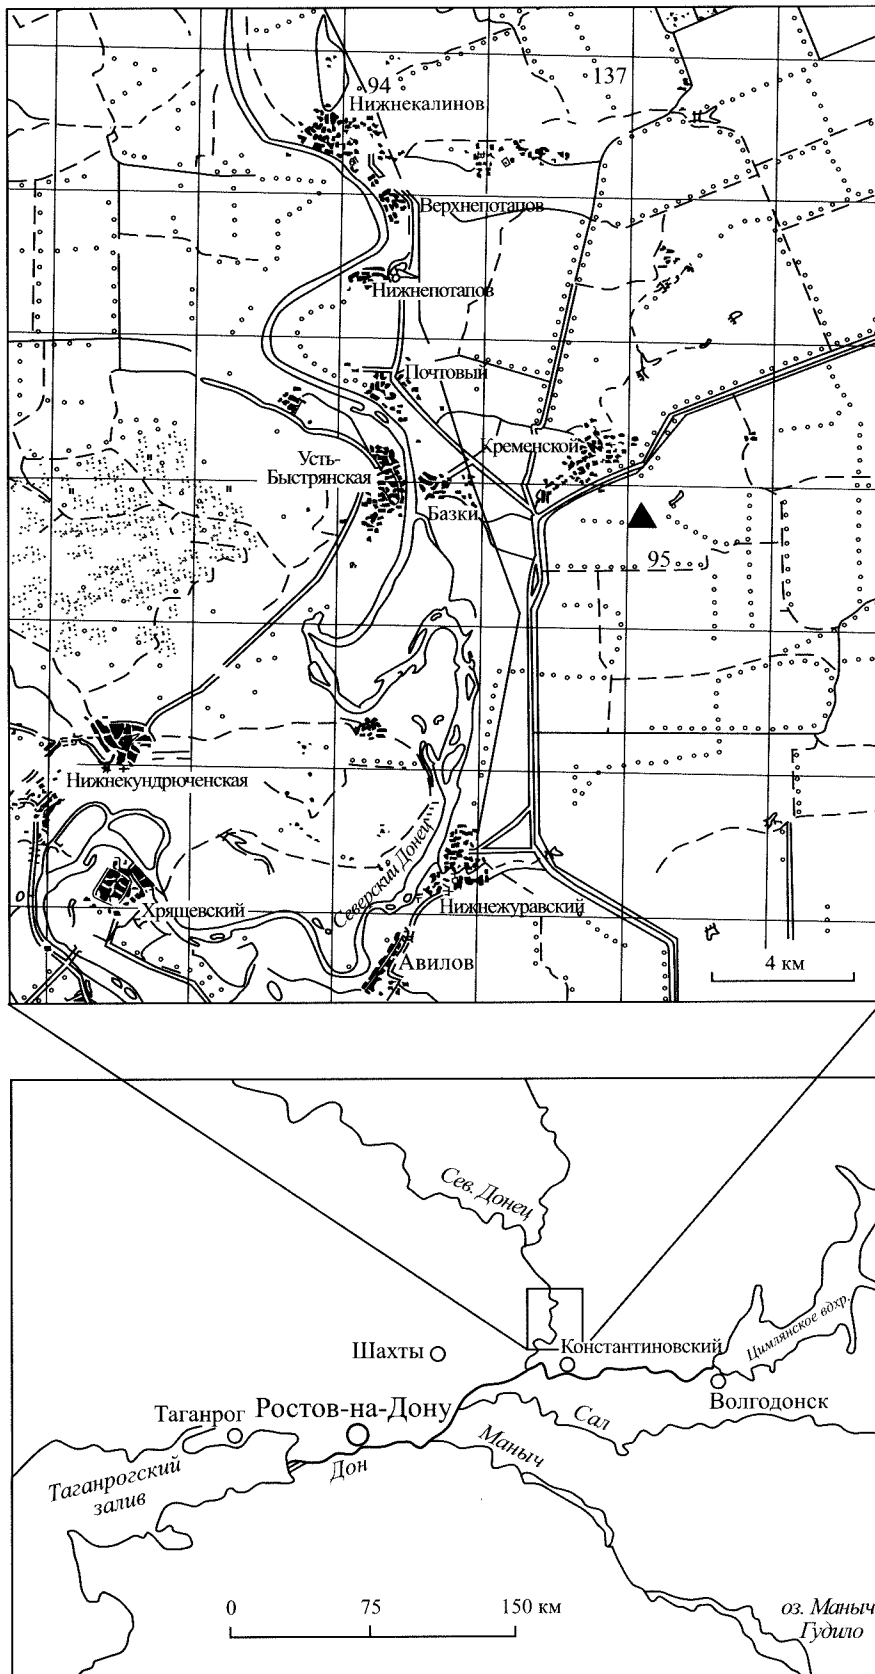 94
137
Нижнекалинов
Верхнепотапов
Нижнепотапов
Почтовый
Кременской
Усть-
Быстрянская
Базки
95
Нижнекундрюченская
Северский Донец
Хрящевский
Нижнежуравский
Авилов
4 км
Сев. Донец
Цимлянское вдхр.
Константиновский
Шахты
Волгодонск
Таганрог
Ростов-на-Дону
Сал
Маныч
Дон
Таганрогский
залив
0 75 150 км
оз. Маныч
Гудило